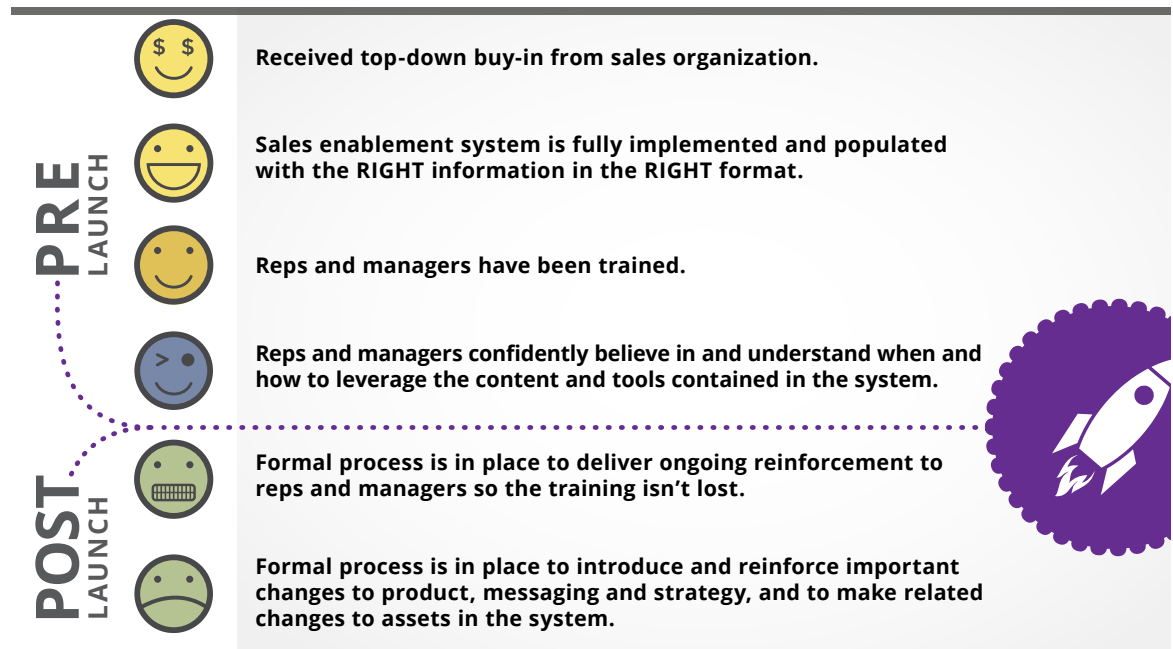 PRE
LAUNCH
$ $
Received top-down buy-in from sales organization.
Sales enablement system is fully implemented and populated
with the RIGHT information in the RIGHT format.
Reps and managers have been trained.
Reps and managers confidently believe in and understand when and
how to leverage the content and tools contained in the system.
POST
LAUNCH
Formal process is in place to deliver ongoing reinforcement to
reps and managers so the training isn’t lost.
Formal process is in place to introduce and reinforce important
changes to product, messaging and strategy, and to make related
changes to assets in the system.